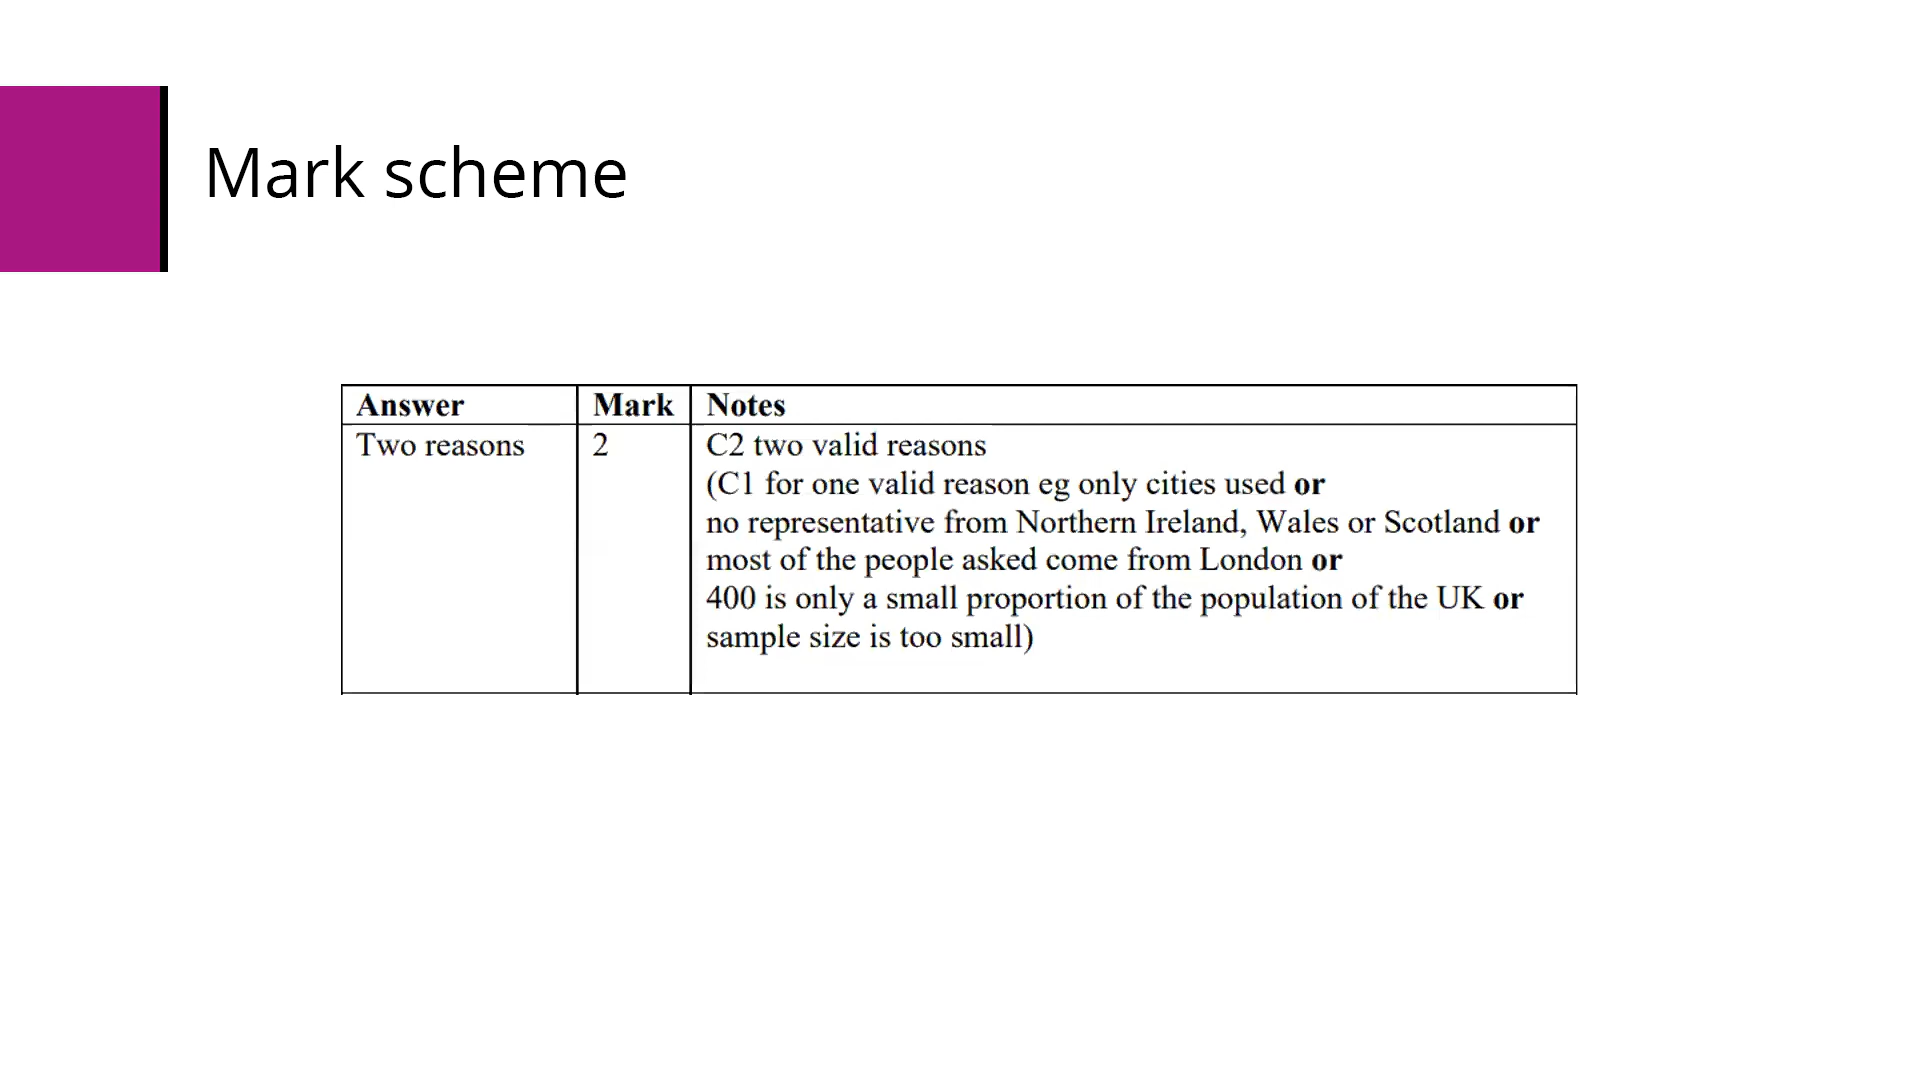 Mark scheme
Answer Mark Notes
Two reasons 2 C2 two valid reasons
(C1 for one valid reason eg only cities used or
no representative from Northern Ireland, Wales or Scotland or
most of the people asked come from London or
400 is only a small proportion of the population of the UK or
sample size is too small)